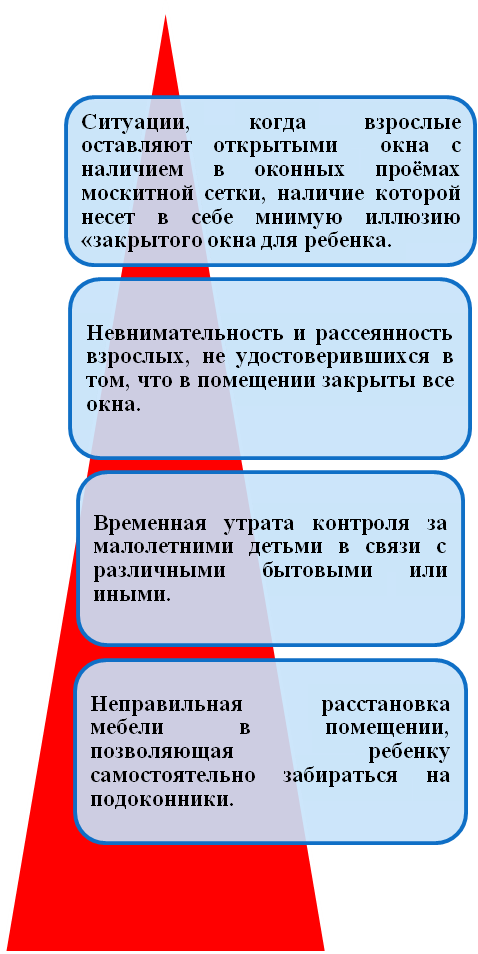 Ситуации, когда взрослые
оставляют открытыми окна с
наличием в оконных проёмах
москитной сетки, наличие которой
несет в себе мнимую иллюзию
«закрытого окна для ребенка.
Невнимательность и рассеянность
взрослых, не удостоверившихся в
том, что в помещении закрыты все
окна.
Временная утрата контроля за
малолетними детьми в связи с
различными бытовыми или
иными.
Неправильная расстановка
мебели в помещении,
позволяющая ребенку
самостоятельно забираться на
подоконники.